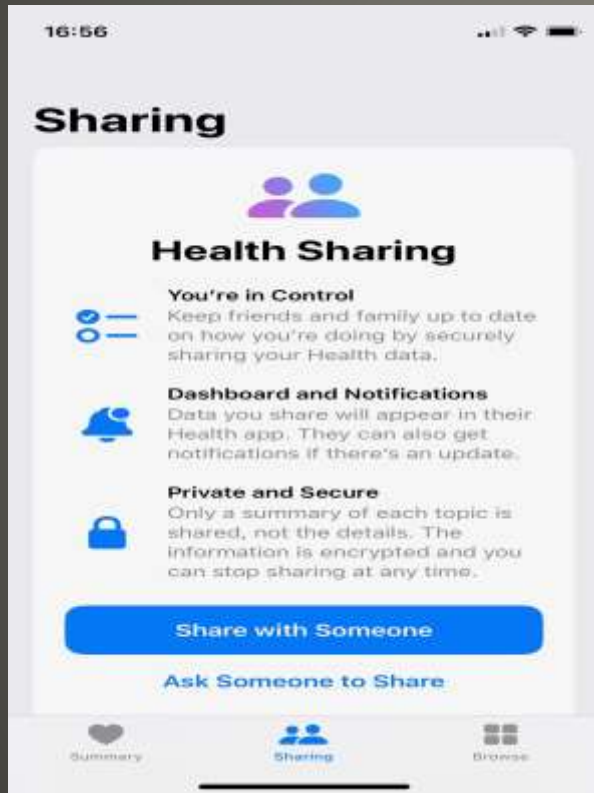 16:56
Sharing
Health Sharing
You're in Control
Keep friends and family up to date
on how you're doing by securely
sharing your Health data.
Dashboard and Notifications
Data you share will appear in their
Health app. They can also get
notifications if there's an update.
Private and Secure
Only a summary of each topic is
shared, not the details. The
information is encrypted and you
can stop sharing at any time.
Share with Someone
Ask Someone to Share
Summary
Sharing
Browse